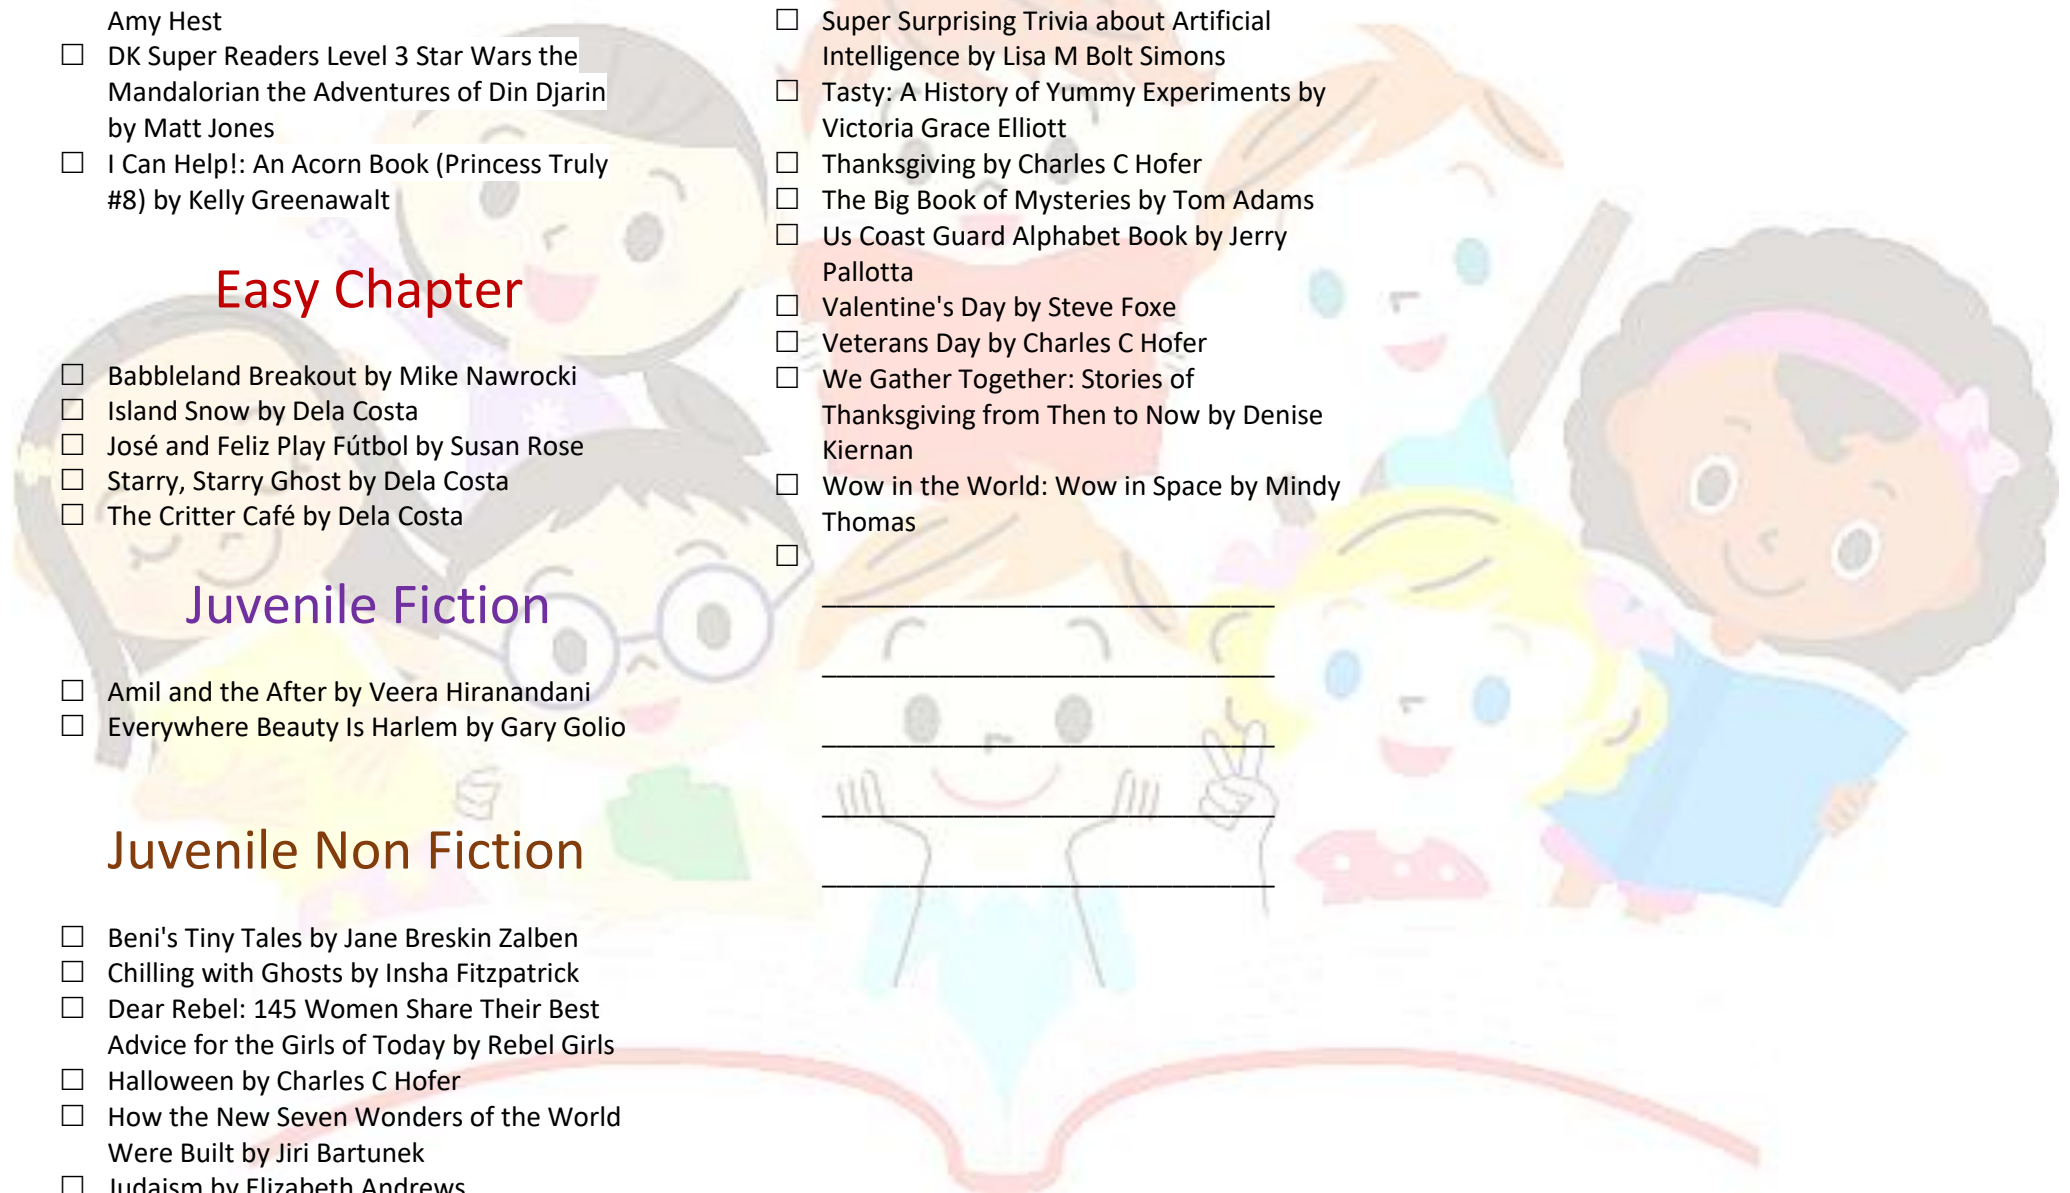 Amy Hest
☐ DK Super Readers Level 3 Star Wars the
Mandalorian the Adventures of Din Djarin
by Matt Jones
☐ I Can Help!: An Acorn Book (Princess Truly
#8) by Kelly Greenawalt
Easy Chapter
☐ Babbleland Breakout by Mike Nawrocki
☐ Island Snow by Dela Costa
☐ José and Feliz Play Fútbol by Susan Rose
☐ Starry, Starry Ghost by Dela Costa
☐ The Critter Café by Dela Costa
Juvenile Fiction
☐ Amil and the After by Veera Hiranandani
☐ Everywhere Beauty Is Harlem by Gary Golio
Juvenile Non Fiction
☐ Beni's Tiny Tales by Jane Breskin Zalben
☐ Chilling with Ghosts by Insha Fitzpatrick
☐ Dear Rebel: 145 Women Share Their Best
Advice for the Girls of Today by Rebel Girls
☐ Halloween by Charles C Hofer
☐ How the New Seven Wonders of the World
Were Built by Jiri Bartunek
☐ Judaism by Elizabeth Andrews
☐ Super Surprising Trivia about Artificial
Intelligence by Lisa M Bolt Simons
☐ Tasty: A History of Yummy Experiments by
Victoria Grace Elliott
☐ Thanksgiving by Charles C Hofer
☐ The Big Book of Mysteries by Tom Adams
☐ Us Coast Guard Alphabet Book by Jerry
Pallotta
☐ Valentine's Day by Steve Foxe
☐ Veterans Day by Charles C Hofer
☐ We Gather Together: Stories of
Thanksgiving from Then to Now by Denise
Kiernan
☐ Wow in the World: Wow in Space by Mindy
Thomas
☐